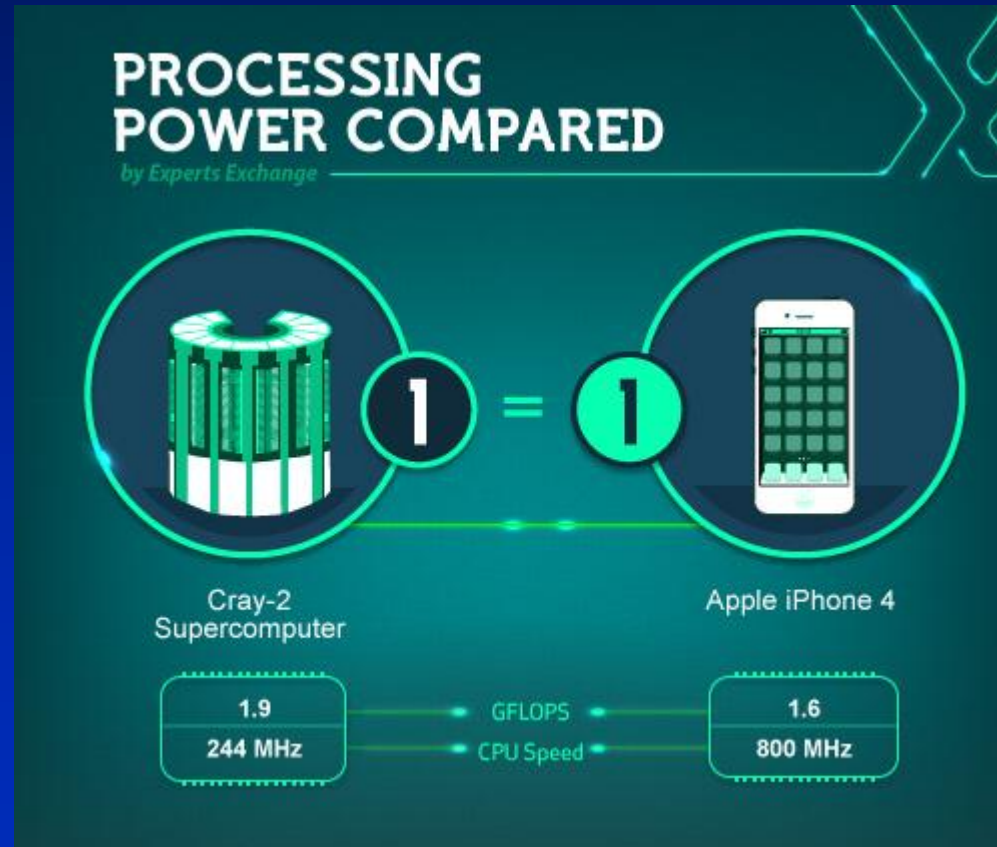 PROCESSING
POWER COMPARED
by Experts Exchange
1 = 1
Cray-2
Supercomputer
Apple iPhone 4
1.9 GFLOPS 1.6
244 MHz CPU Speed 800 MHz